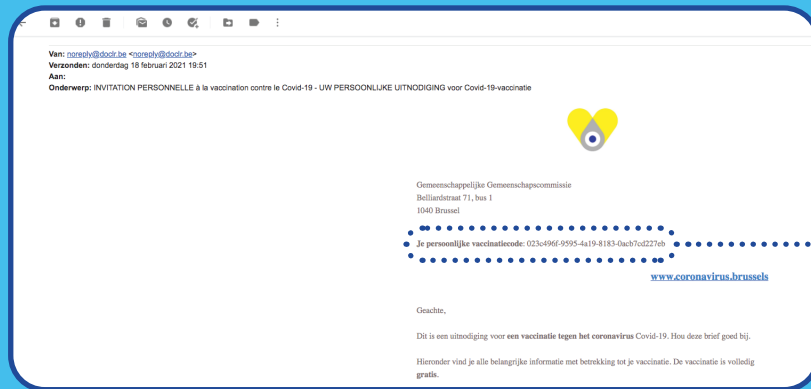 Van: noreply@doclr.be <noreply@doclr.be>
Verzonden: donderdag 18 februari 2021 19:51
Aan:
Onderwerp: INVITATION PERSONNELLE à la vaccination contre le Covid-19 - UW PERSOONLIJKE UITNODIGING voor Covid-19-vaccinatie
Gemeenschappelijke Gemeenschapscommissie
Belliardstraat 71, bus 1
1040 Brussel
Je persoonlijke vaccinatiecode: 023c496f-9595-4a19-8183-0acb7cd227eb
www.coronavirus.brussels
Geachte,
Dit is een uitnodiging voor een vaccinatie tegen het coronavirus Covid-19. Hou deze brief goed bij.
Hieronder vind je alle belangrijke informatie met betrekking tot je vaccinatie. De vaccinatie is volledig
gratis.